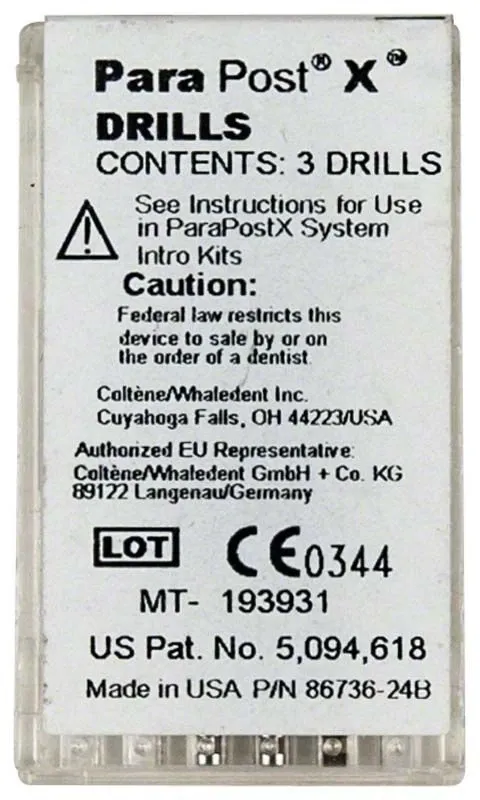 Para Post® X™
DRILLS
CONTENTS: 3 DRILLS
See Instructions for Use
in ParaPostX System
Intro Kits
Caution:
Federal law restricts this
device to sale by or on
the order of a dentist
Coltène/Whaledent Inc.
Cuyahoga Falls, OH 44223/USA
Authorized EU Representative:
Coltène/Whaledent GmbH + Co. KG
89122 Langenau/Germany
LOT CE0344
MT- 193931
US Pat. No. 5,094,618
Made in USA P/N 86736-24B